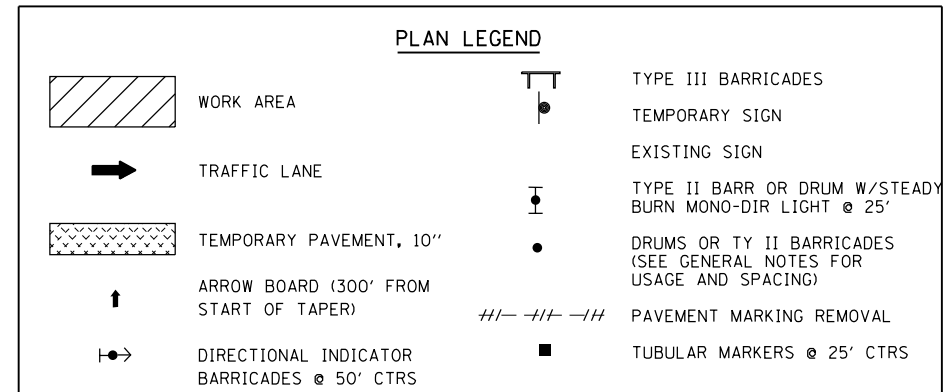 PLAN LEGEND
WORK AREA
TRAFFIC LANE
TEMPORARY PAVEMENT, 10''
ARROW BOARD (300' FROM
START OF TAPER)
DIRECTIONAL INDICATOR
BARRICADES @ 50' CTRS
TYPE III BARRICADES
TEMPORARY SIGN
EXISTING SIGN
TYPE II BARR OR DRUM W/STEADY
BURN MONO-DIR LIGHT @ 25'
DRUMS OR TY II BARRICADES
(SEE GENERAL NOTES FOR
USAGE AND SPACING)
PAVEMENT MARKING REMOVAL
TUBULAR MARKERS @ 25' CTRS